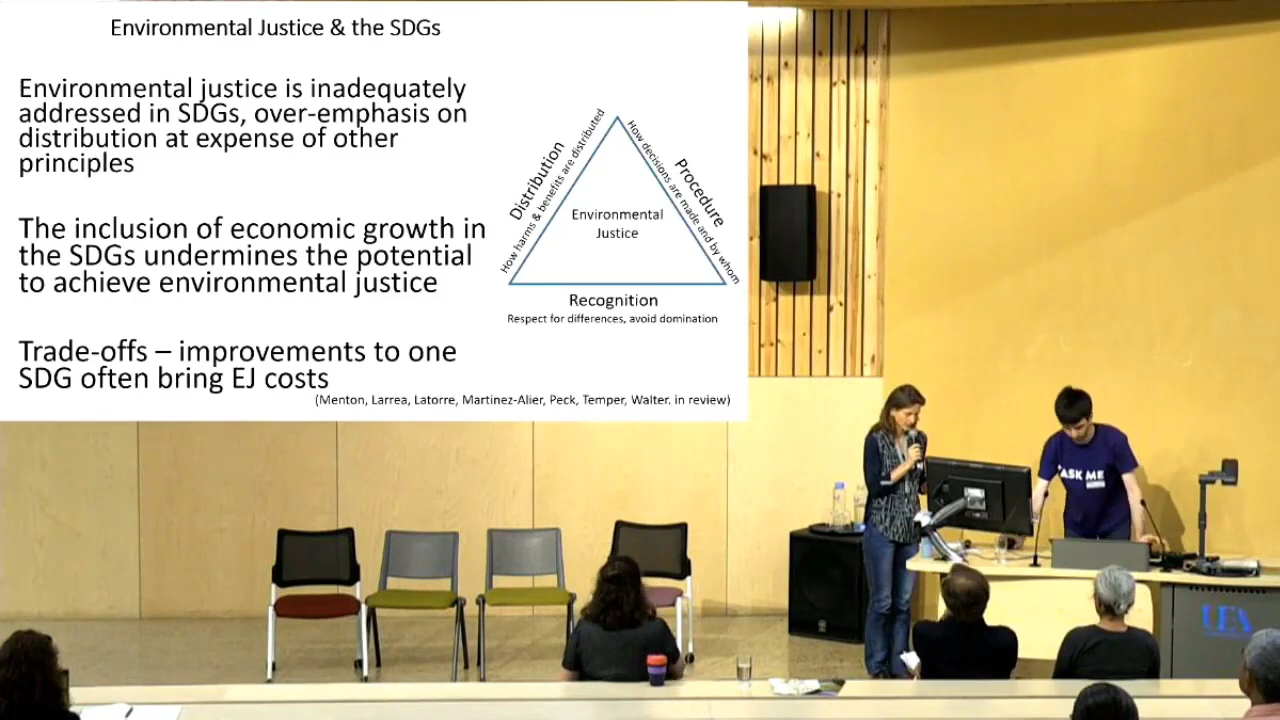 Environmental Justice & the SDGs
Environmental justice is inadequately
addressed in SDGs, over-emphasis on
distribution at expense of other
principles
The inclusion of economic growth in
the SDGs undermines the potential
to achieve environmental justice
Trade-offs – improvements to one
SDG often bring EJ costs
Distribution
How harms & benefits are distributed
Procedure
How decisions are made and by whom
Environmental
Justice
Recognition
Respect for differences, avoid domination
(Menton, Larrea, Latorre, Martinez-Alier, Peck, Temper, Walter. in review)
ASK ME
UEA